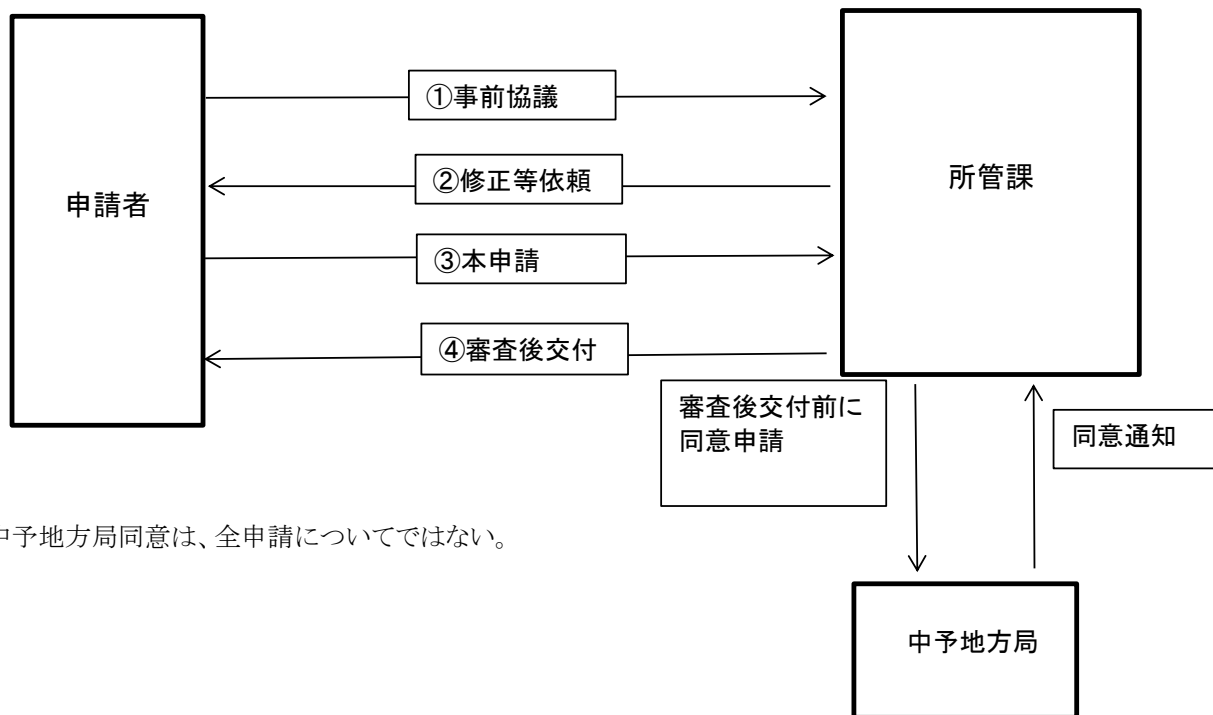 ①事前協議
申請者
②修正等依頼
所管課
③本申請
④審査後交付
審査後交付前に
同意申請
同意通知
中予地方局同意は、全申請についてではない。
中予地方局